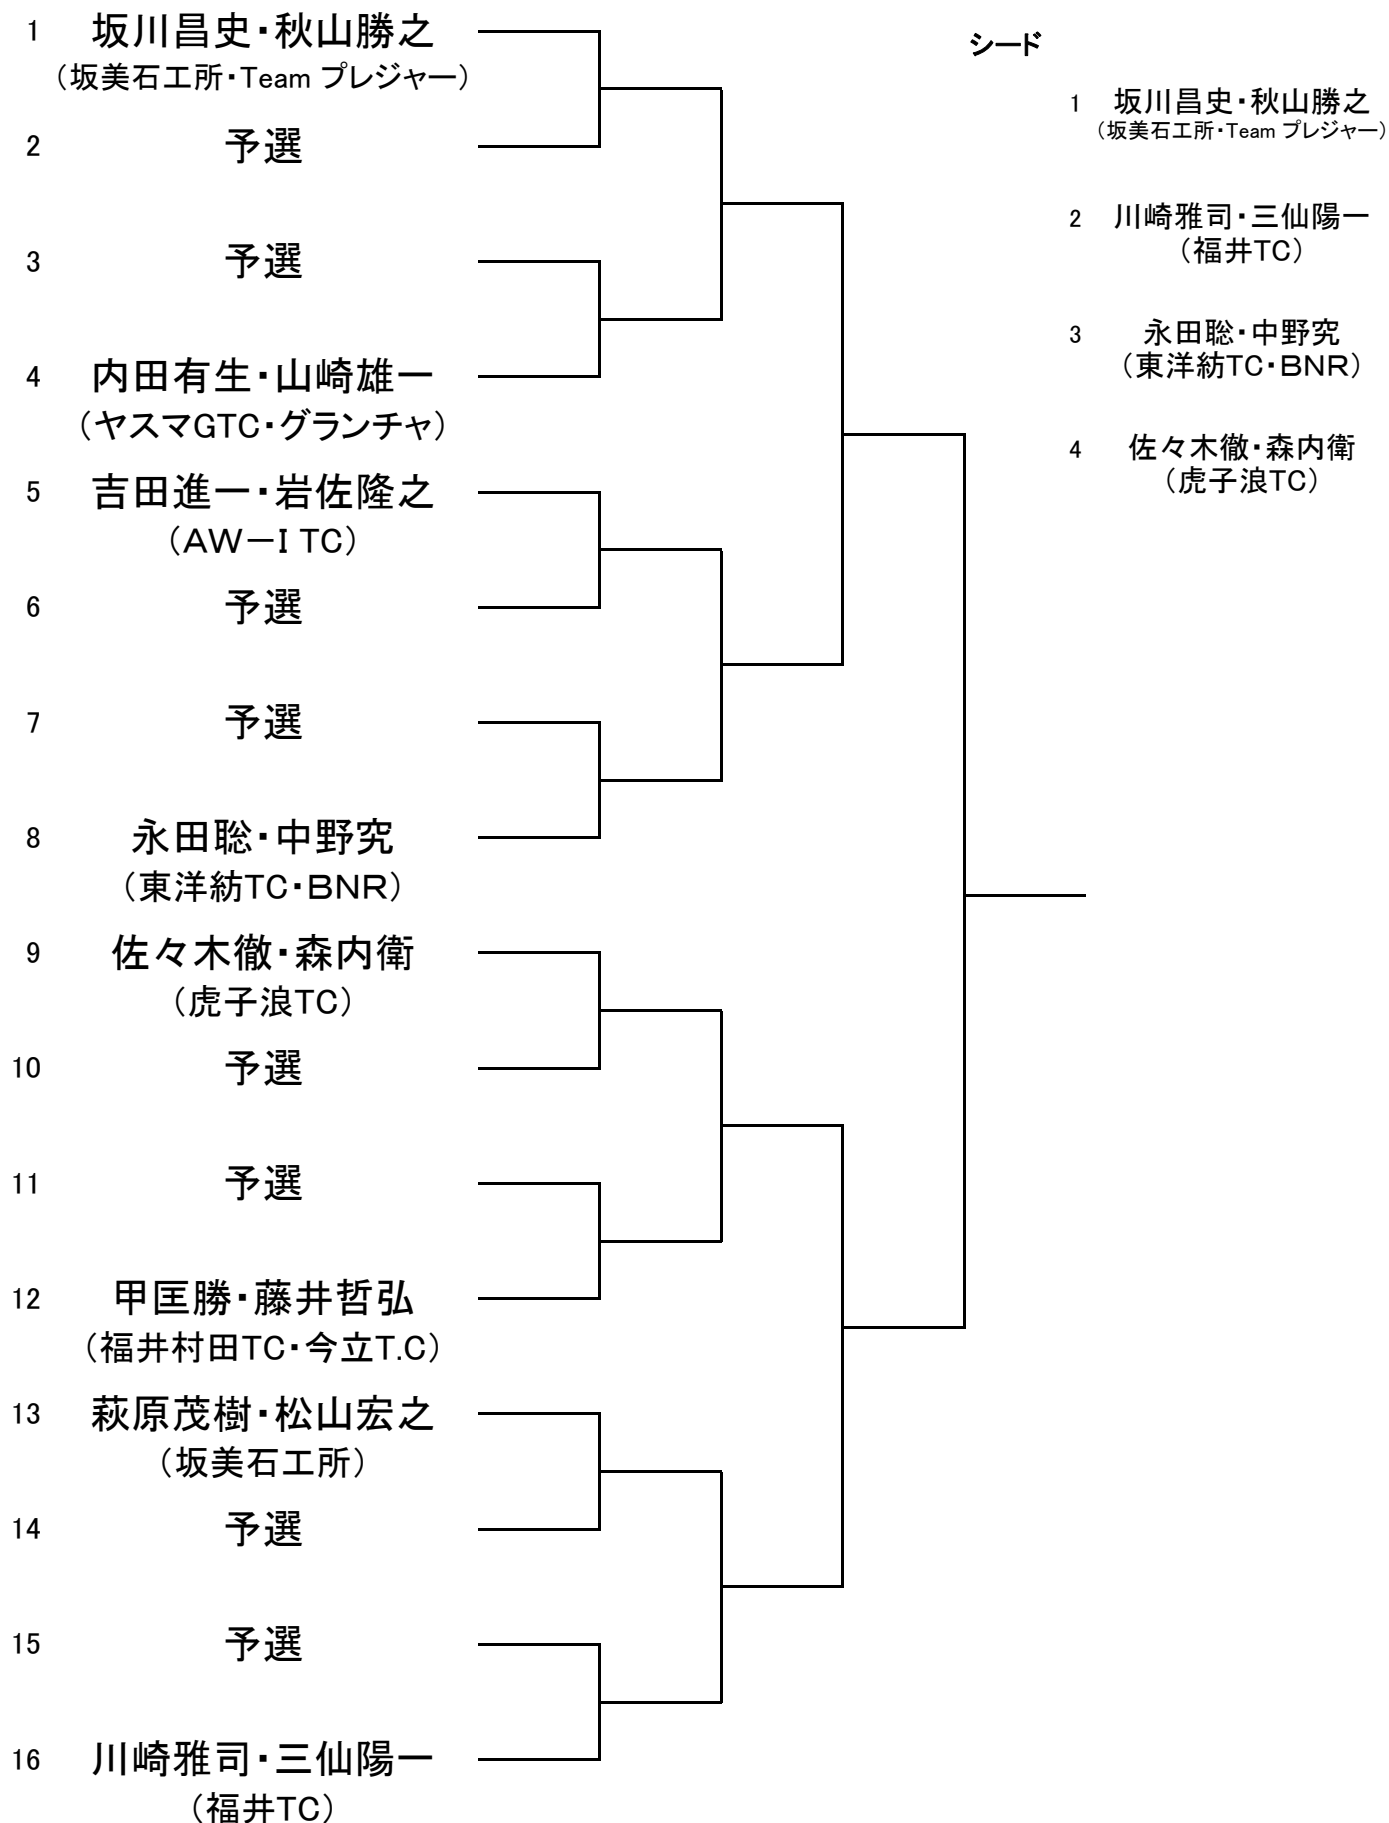 1 坂川昌史・秋山勝之
（坂美石工所・Team プレジャー）
2 予選
3 予選
4 内田有生・山崎雄一
（ヤスマGTC・グランチャ）
5 吉田進一・岩佐隆之
（AW－I TC）
6 予選
7 予選
8 永田聡・中野究
（東洋紡TC・BNR）
9 佐々木徹・森内衛
（虎子浪TC）
10 予選
11 予選
12 甲匡勝・藤井哲弘
（福井村田TC・今立T.C）
13 萩原茂樹・松山宏之
（坂美石工所）
14 予選
15 予選
16 川崎雅司・三仙陽一
（福井TC）
シード
1 坂川昌史・秋山勝之
（坂美石工所・Team プレジャー）
2 川崎雅司・三仙陽一
（福井TC）
3 永田聡・中野究
（東洋紡TC・BNR）
4 佐々木徹・森内衛
（虎子浪TC）